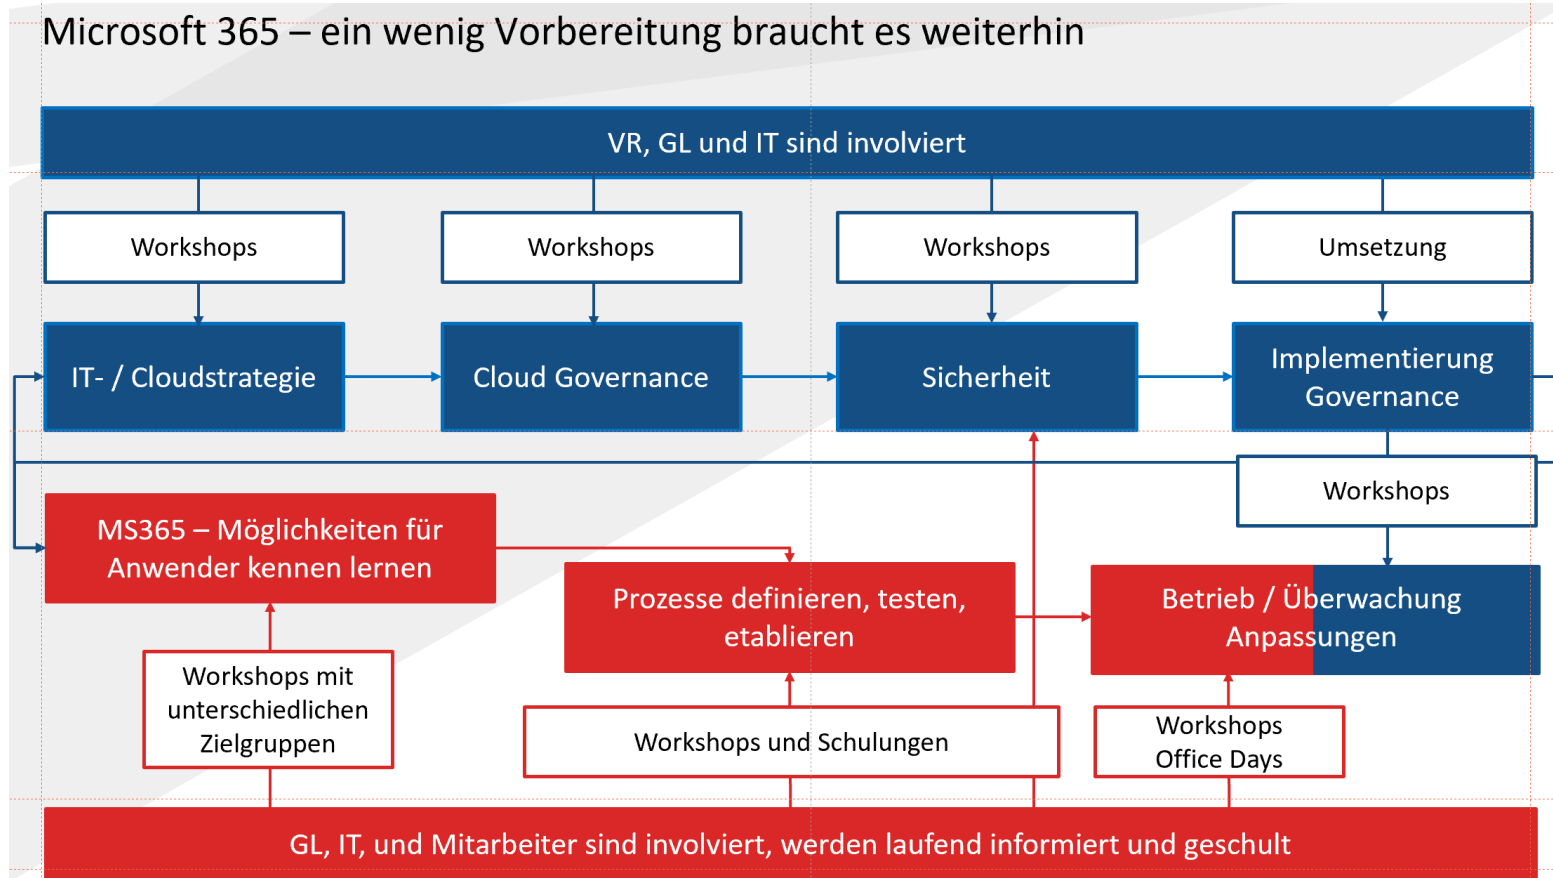 Microsoft 365 – ein wenig Vorbereitung braucht es weiterhin
VR, GL und IT sind involviert
Workshops
Workshops
Workshops
Umsetzung
IT- / Cloudstrategie
Cloud Governance
Sicherheit
Implementierung
Governance
Workshops
MS365 – Möglichkeiten für
Anwender kennen lernen
Prozesse definieren, testen,
etablieren
Betrieb / Überwachung
Anpassungen
Workshops mit
unterschiedlichen
Zielgruppen
Workshops und Schulungen
Workshops
Office Days
GL, IT, und Mitarbeiter sind involviert, werden laufend informiert und geschult